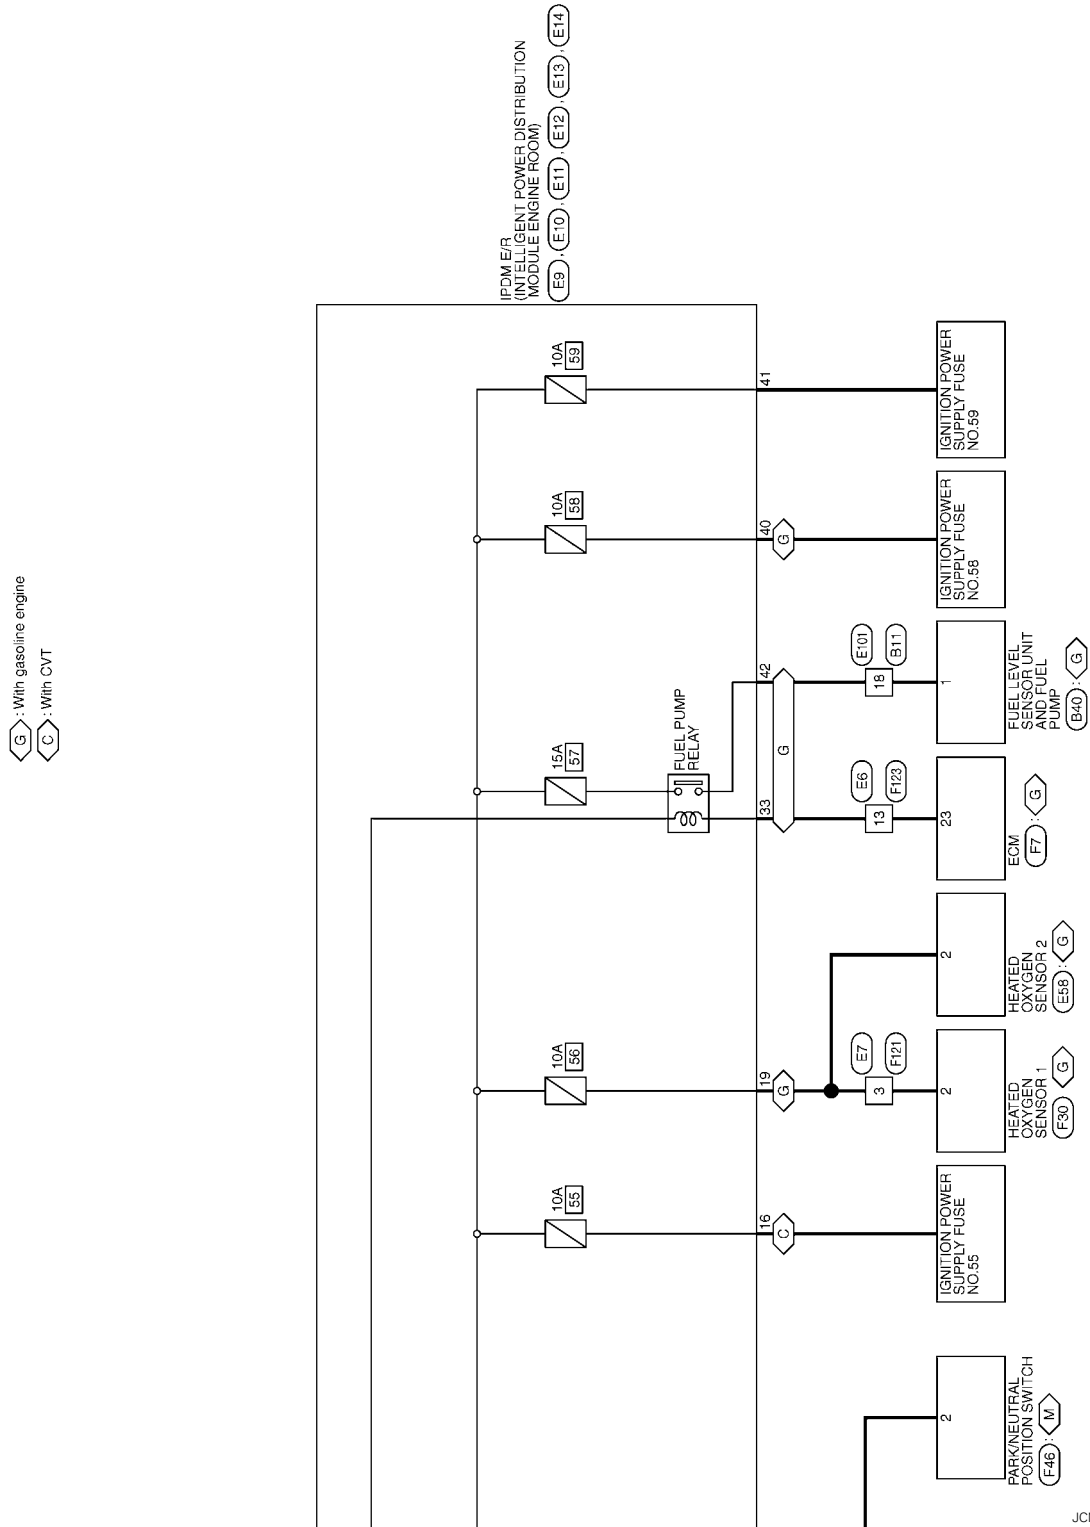 G : With gasoline engine
C : With CVT
IPDM E/R
(INTELLIGENT POWER DISTRIBUTION
MODULE ENGINE ROOM)
E9 , E10 , E11 , E12 , E13 , E14
10A
55
10A
56
15A
57
10A
58
10A
59
FUEL PUMP
RELAY
16
19
33
42
40
41
C
G
G
G
E7
3
F121
E6
13
F123
E101
18
B11
2
2
2
23
1
IGNITION POWER
SUPPLY FUSE
NO.55
IGNITION POWER
SUPPLY FUSE
NO.58
IGNITION POWER
SUPPLY FUSE
NO.59
PARK/NEUTRAL
POSITION SWITCH
F46 : M
HEATED
OXYGEN
SENSOR 1
F30 G
HEATED
OXYGEN
SENSOR 2
E58 : G
ECM
F7 : G
FUEL LEVEL
SENSOR UNIT
AND FUEL
PUMP
B40 : G